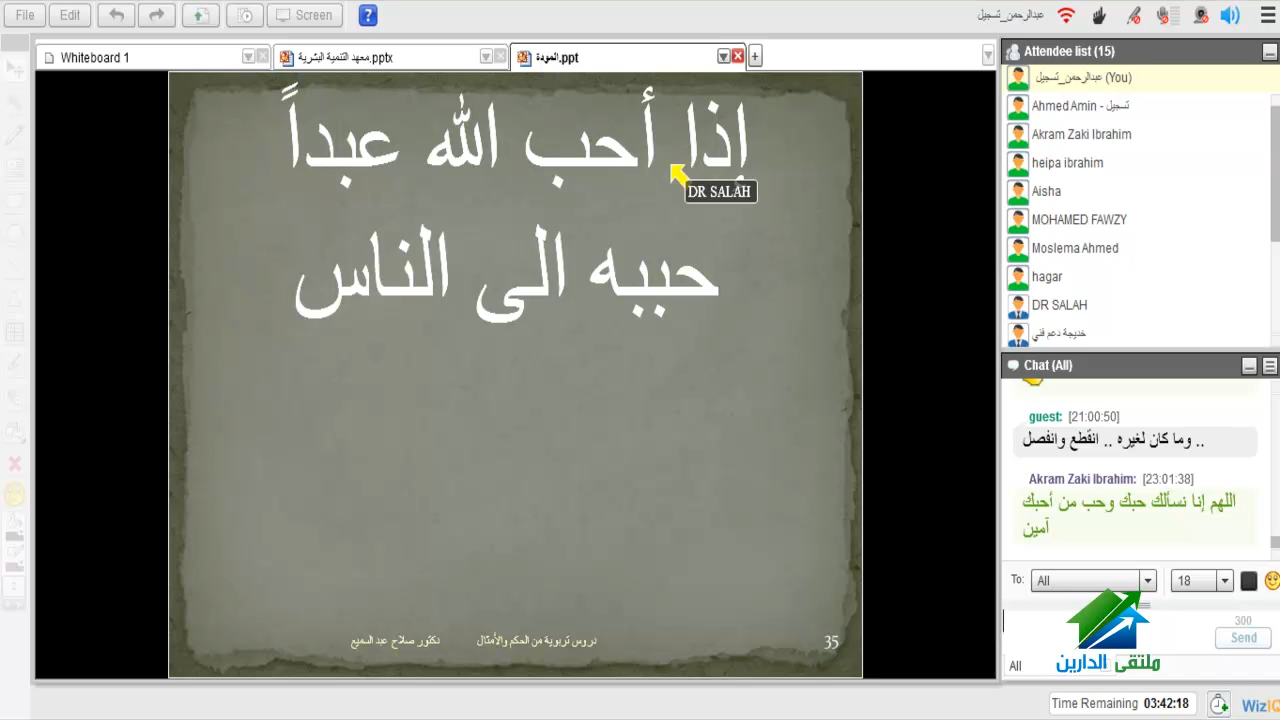 File
Edit
Screen
?
عبدالرحمن_تسجيل
Whiteboard 1
معهد التنمية البشرية.pptx
المودة.ppt
+
إذا أحب الله عبداً
DR SALAH
حببه الى الناس
دروس تربوية من الحكم والأمثال
دكتور صلاح عبد السميع
35
Attendee list (15)
عبدالرحمن_تسجيل (You)
Ahmed Amin - تسجيل
Akram Zaki Ibrahim
heipa ibrahim
Aisha
MOHAMED FAWZY
Moslema Ahmed
hagar
DR SALAH
خديجة دعم فني
Chat (All)
guest: [21:00:50]
.. وما كان لغيره .. انقطع وانفصل
Akram Zaki Ibrahim: [23:01:38]
اللهم إنا نسألك حبك وحب من أحبك
آمين
To: All 18
300
Send
All
ملتقى الدارين
Time Remaining 03:42:18
WizIQ